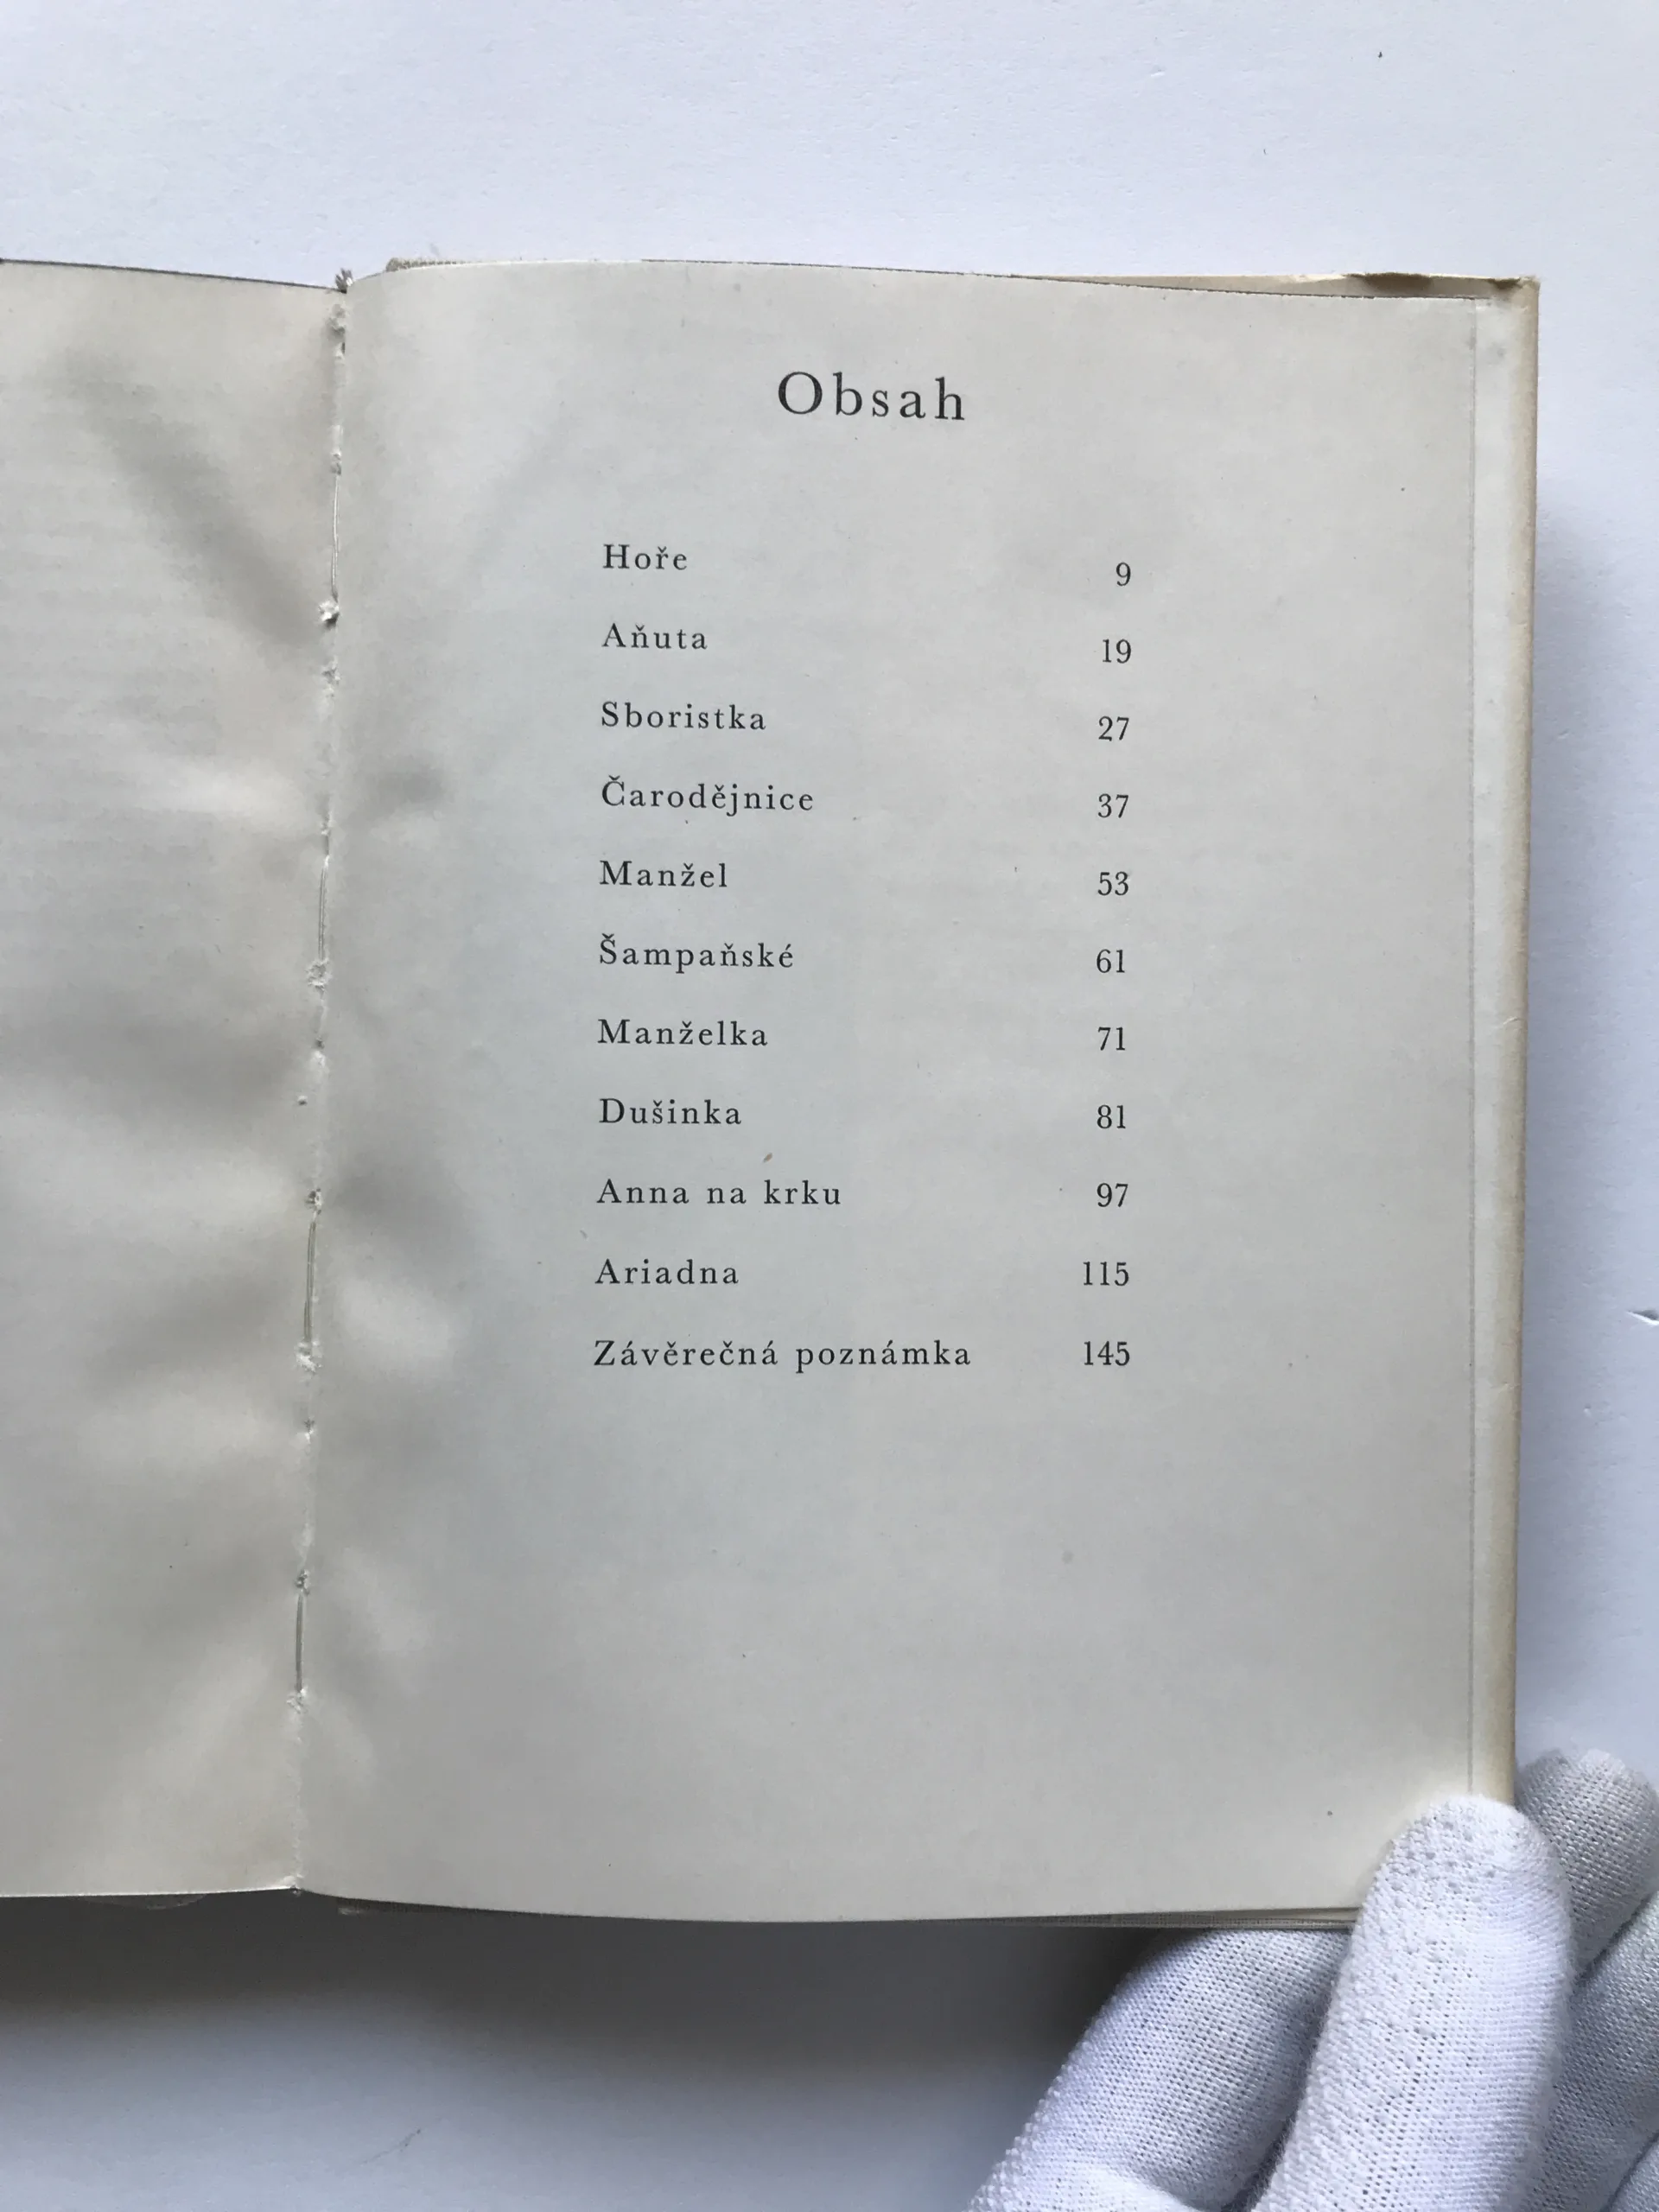 Obsah
Hoře 9
Aňuta 19
Sboristka 27
Čarodějnice 37
Manžel 53
Šampaňské 61
Manželka 71
Dušinka 81
Anna na krku 97
Ariadna 115
Závěrečná poznámka 145